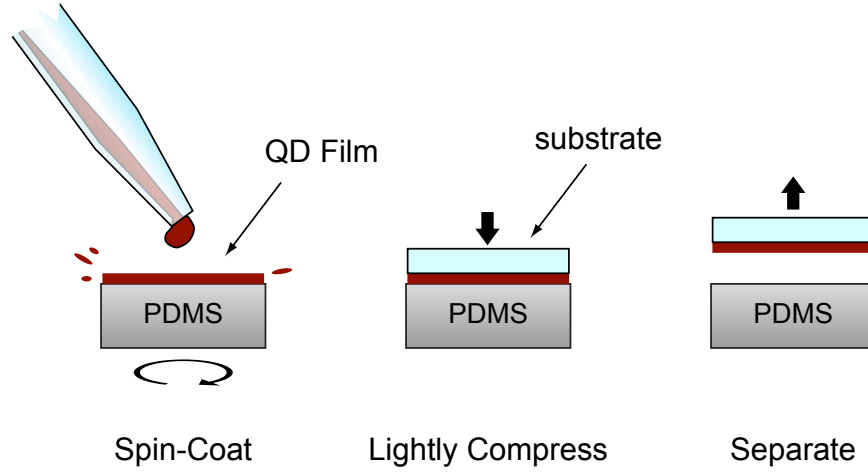 QD Film
substrate
PDMS
PDMS
PDMS
Spin-Coat
Lightly Compress
Separate